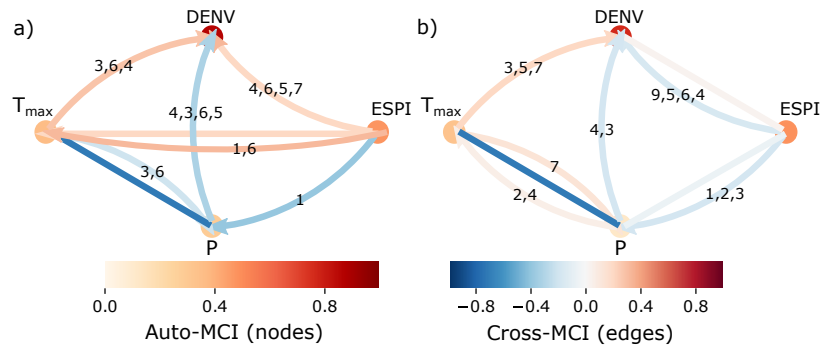 a)
DENV
3,6,4
4,6,5,7
T_max
4,3,6,5
ESPI
1,6
3,6
1
P
0.0 0.4 0.8
Auto-MCI (nodes)
b)
DENV
3,5,7
9,5,6,4
T_max
4,3
ESPI
7
2,4
1,2,3
P
−0.8 −0.4 0.0 0.4 0.8
Cross-MCI (edges)